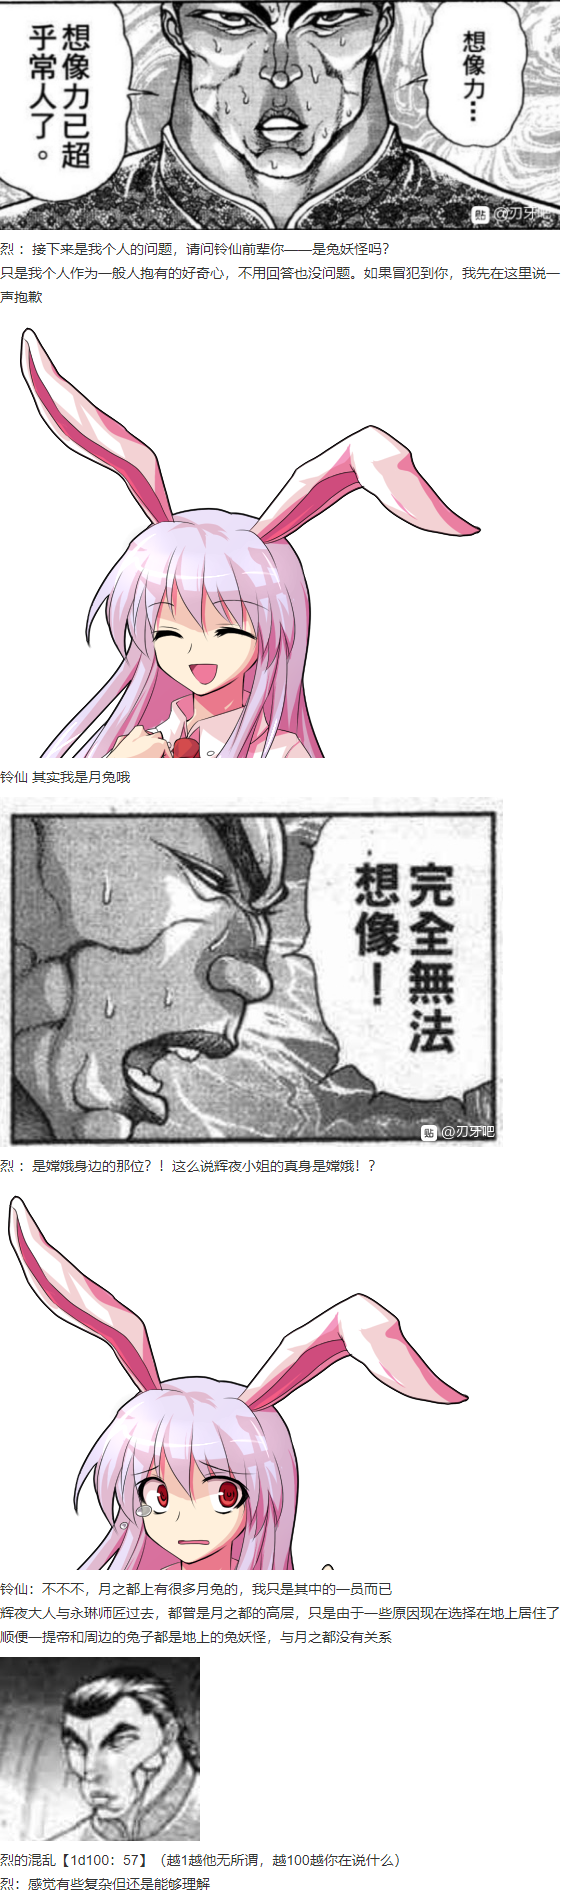 想像力…
想像力已超
乎常人了。
贴 @刃牙吧
烈：接下来是我个人的问题，请问铃仙前辈你——是兔妖怪吗？
只是我个人作为一般人抱有的好奇心，不用回答也没问题。如果冒犯到你，我先在这里说一
声抱歉
铃仙 其实我是月兔哦
完全無法
想像！
贴 @刃牙吧
烈：是嫦娥身边的那位？！这么说辉夜小姐的真身是嫦娥！？
铃仙：不不不，月之都上有很多月兔的，我只是其中的一员而已
辉夜大人与永琳师匠过去，都曾是月之都的高层，只是由于一些原因现在选择在地上居住了
顺便一提帝和周边的兔子都是地上的兔妖怪，与月之都没有关系
烈的混乱【1d100：57】（越1越他无所谓，越100越你在说什么）
烈：感觉有些复杂但还是能够理解